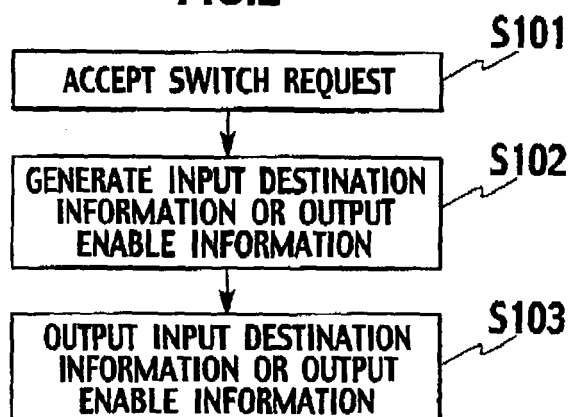 S101
ACCEPT SWITCH REQUEST
S102
GENERATE INPUT DESTINATION
INFORMATION OR OUTPUT
ENABLE INFORMATION
S103
OUTPUT INPUT DESTINATION
INFORMATION OR OUTPUT
ENABLE INFORMATION